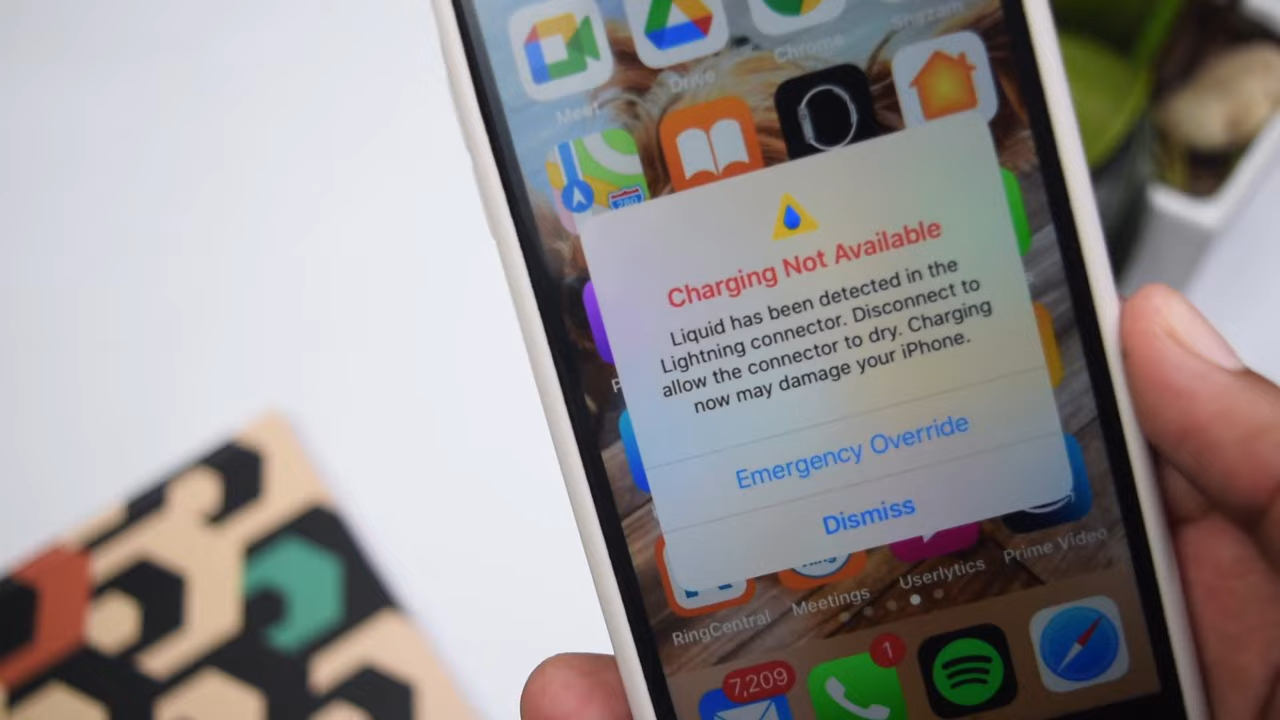 Meet
Drive
Chrome
Singzam
280
Charging Not Available
Liquid has been detected in the
Lightning connector. Disconnect to
allow the connector to dry. Charging
now may damage your iPhone.
Emergency Override
Dismiss
RingCentral
Meetings
Userlytics
Prime Video
7,209
1